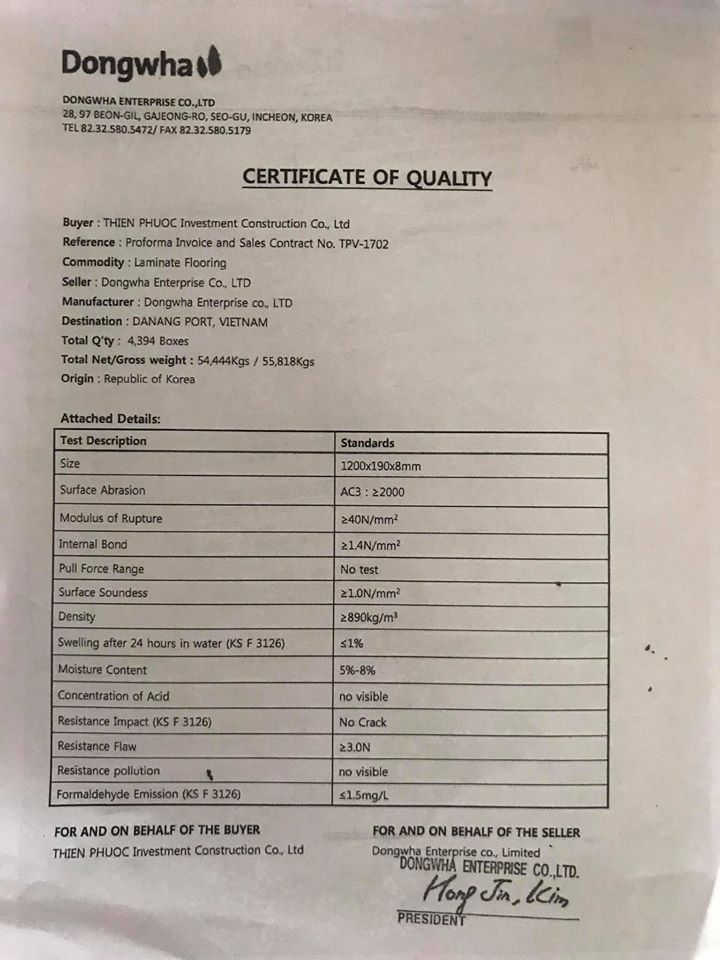 Dongwha
DONGWHA ENTERPRISE CO.,LTD
28, 97 BEON-GIL, GAJEONG-RO, SEO-GU, INCHEON, KOREA
TEL 82.32.580.5472/ FAX 82.32.580.5179
CERTIFICATE OF QUALITY
Buyer : THIEN PHUOC Investment Construction Co., Ltd
Reference : Proforma Invoice and Sales Contract No. TPV-1702
Commodity : Laminate Flooring
Seller : Dongwha Enterprise Co., LTD
Manufacturer : Dongwha Enterprise co., LTD
Destination : DANANG PORT, VIETNAM
Total Q'ty : 4,394 Boxes
Total Net/Gross weight : 54,444Kgs / 55,818Kgs
Origin : Republic of Korea
Attached Details:
Test Description Standards
Size 1200x190x8mm
Surface Abrasion AC3 : ≥2000
Modulus of Rupture ≥40N/mm²
Internal Bond ≥1.4N/mm²
Pull Force Range No test
Surface Soundess ≥1.0N/mm²
Density ≥890kg/m³
Swelling after 24 hours in water (KS F 3126) ≤1%
Moisture Content 5%-8%
Concentration of Acid no visible
Resistance Impact (KS F 3126) No Crack
Resistance Flaw ≥3.0N
Resistance pollution no visible
Formaldehyde Emission (KS F 3126) ≤1.5mg/L
FOR AND ON BEHALF OF THE BUYER
THIEN PHUOC Investment Construction Co., Ltd
FOR AND ON BEHALF OF THE SELLER
Dongwha Enterprise co., Limited
DONGWHA ENTERPRISE CO.,LTD.
Hong Jin, Kim
PRESIDENT